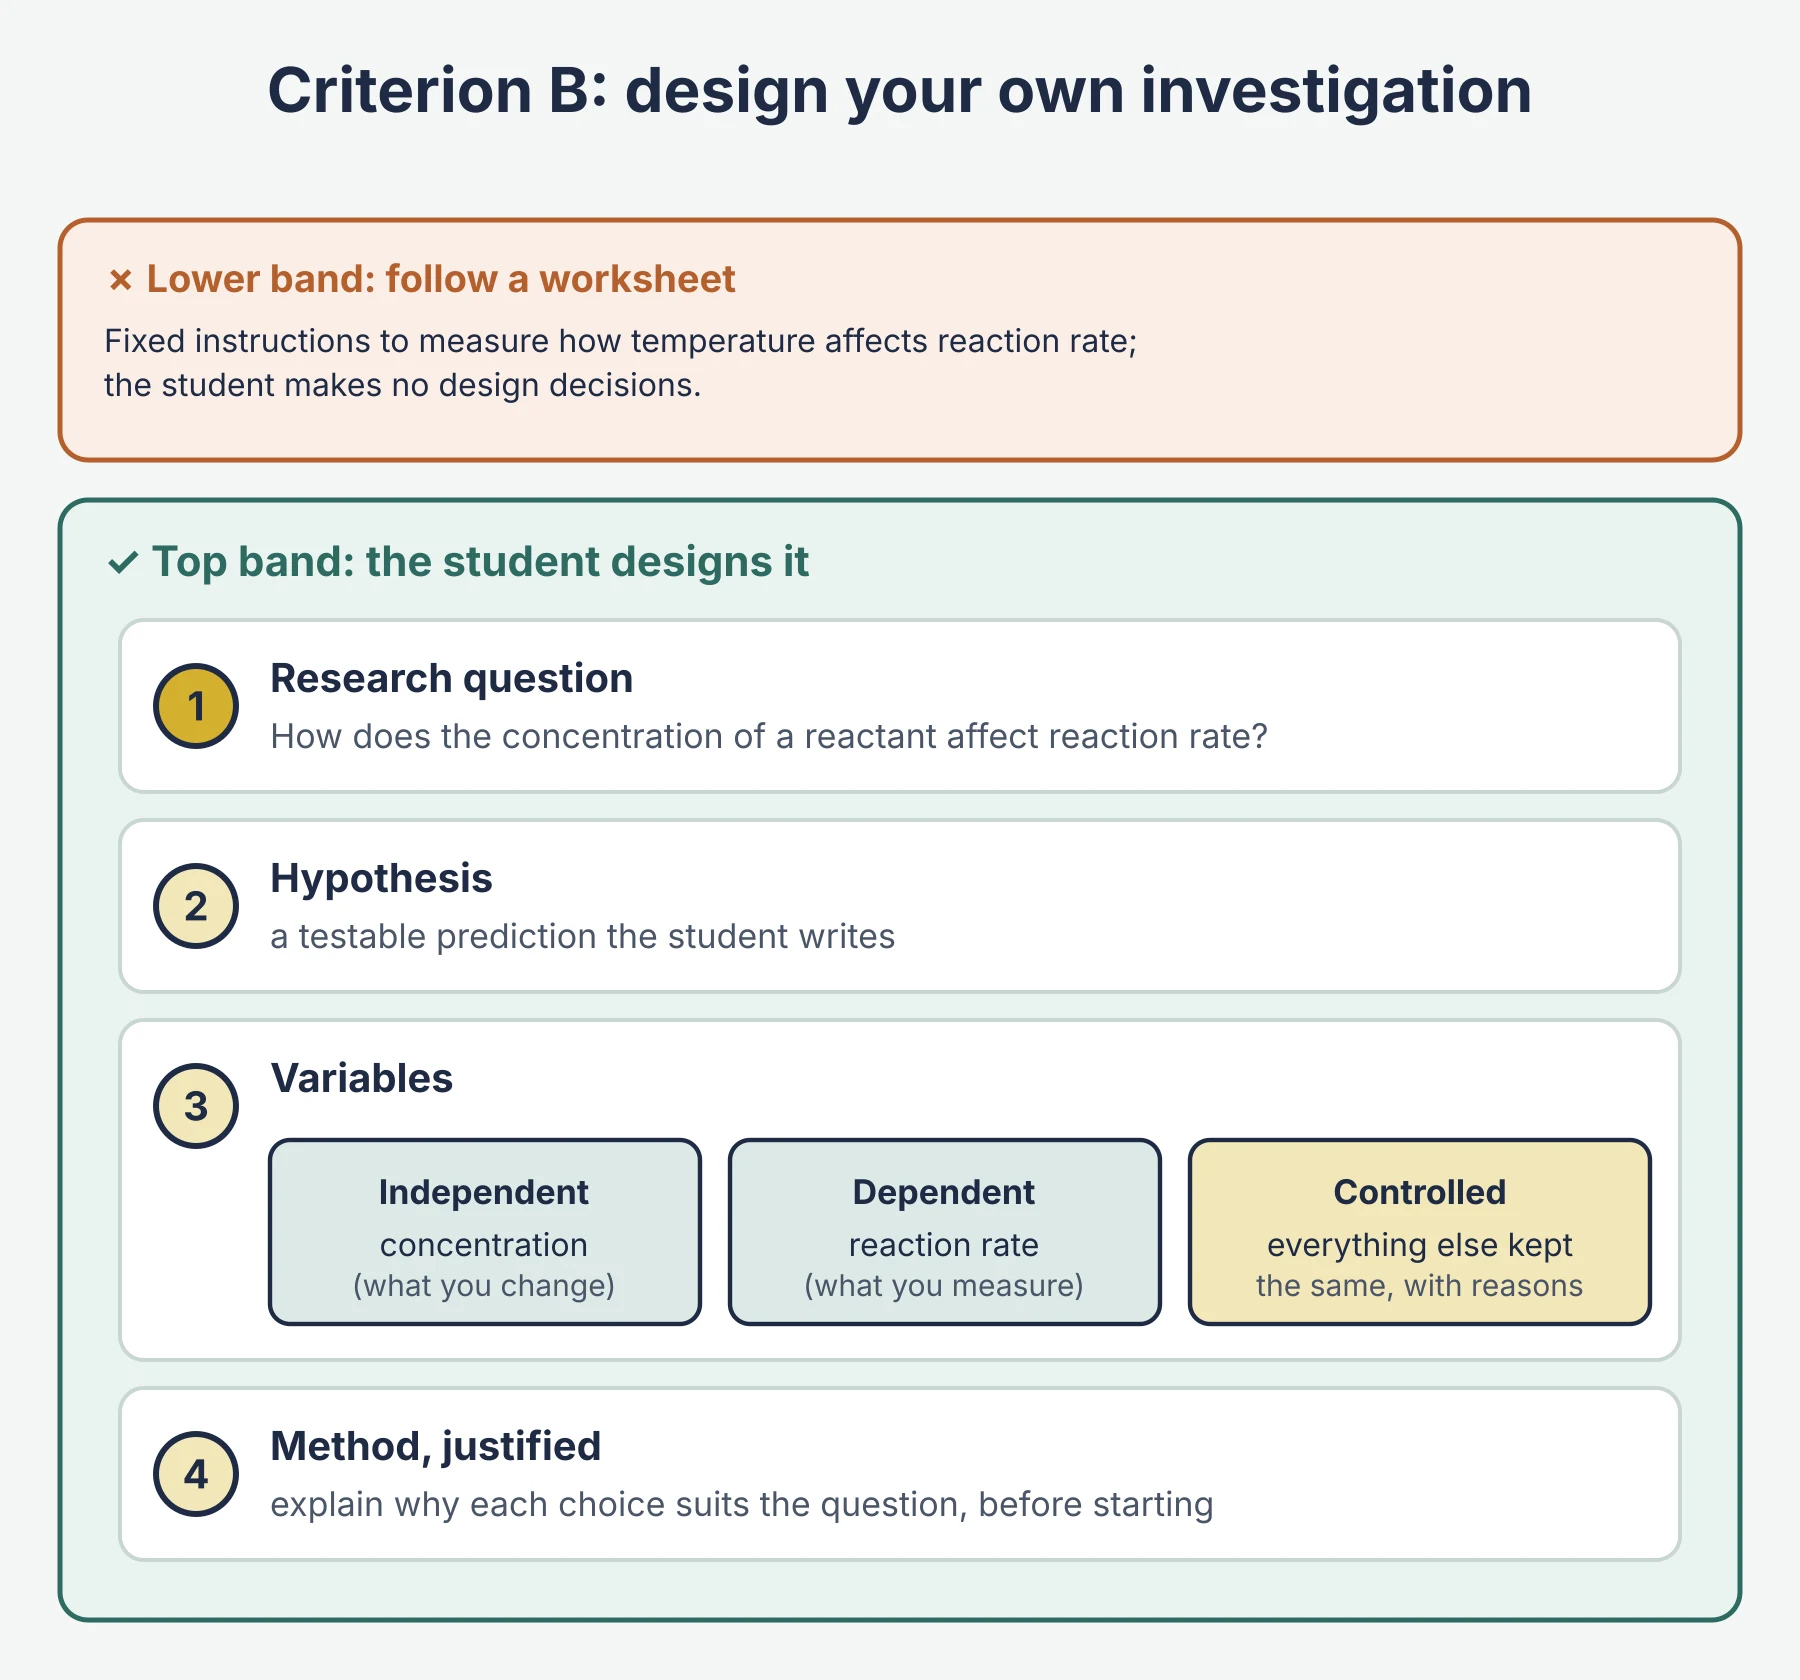 Criterion B: design your own investigation
× Lower band: follow a worksheet
Fixed instructions to measure how temperature affects reaction rate;
the student makes no design decisions.
✓ Top band: the student designs it
1
Research question
How does the concentration of a reactant affect reaction rate?
2
Hypothesis
a testable prediction the student writes
3
Variables
Independent
concentration
(what you change)
Dependent
reaction rate
(what you measure)
Controlled
everything else kept
the same, with reasons
4
Method, justified
explain why each choice suits the question, before starting